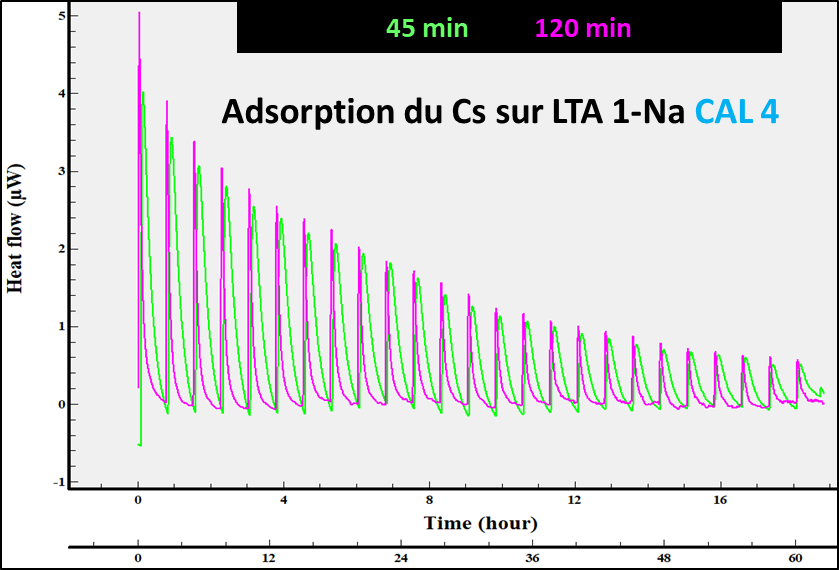 45 min 120 min
Adsorption du Cs sur LTA 1-Na CAL 4
Heat flow (µW)
5
4
3
2
1
0
-1
0 4 8 12 16
Time (hour)
0 12 24 36 48 60